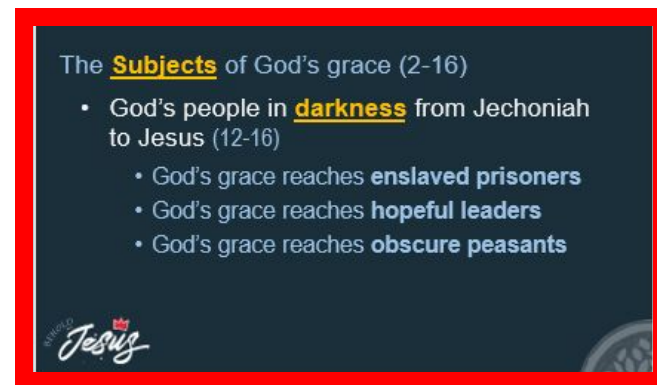 The Subjects of God's grace (2-16)
• God's people in darkness from Jechoniah
to Jesus (12-16)
• God's grace reaches enslaved prisoners
• God's grace reaches hopeful leaders
• God's grace reaches obscure peasants
BEHOLD
Jesus